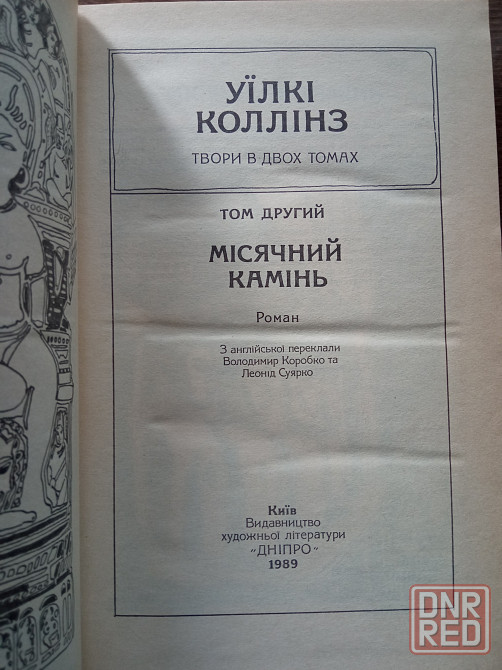 УЇЛКІ
КОЛЛІНЗ
ТВОРИ В ДВОХ ТОМАХ
ТОМ ДРУГИЙ
МІСЯЧНИЙ
КАМІНЬ
Роман
З англійської переклали
Володимир Коробко та
Леонід Суярко
Київ
Видавництво
художньої літератури
„ДНІПРО“
1989
DNR
RED